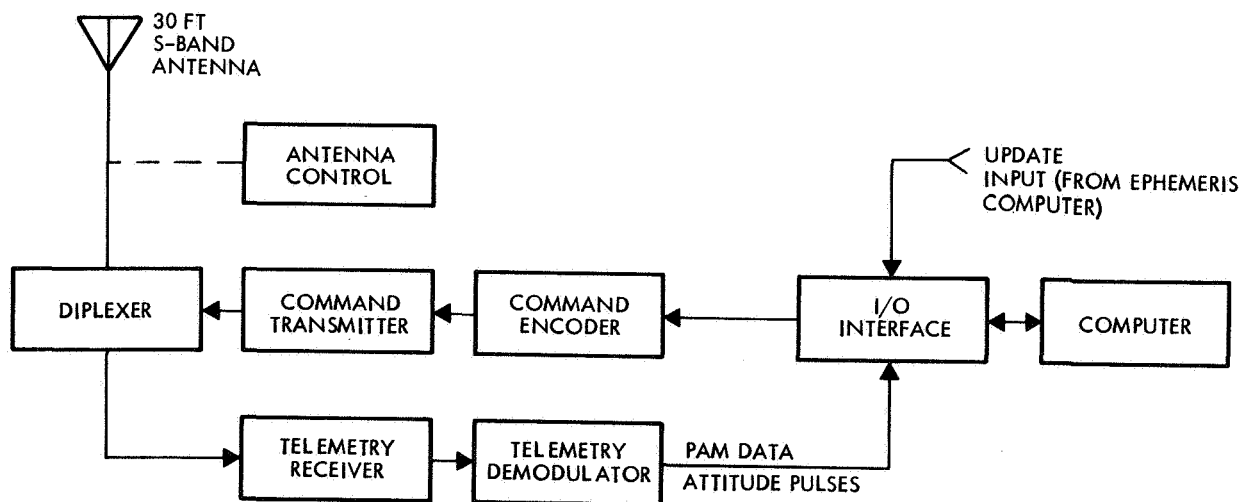 30 FT
S-BAND
ANTENNA
ANTENNA
CONTROL
UPDATE
INPUT (FROM EPHEMERIS
COMPUTER)
DIPLEXER
COMMAND
TRANSMITTER
COMMAND
ENCODER
I/O
INTERFACE
COMPUTER
TELEMETRY
RECEIVER
TELEMETRY
DEMODULATOR
PAM DATA
ATTITUDE PULSES